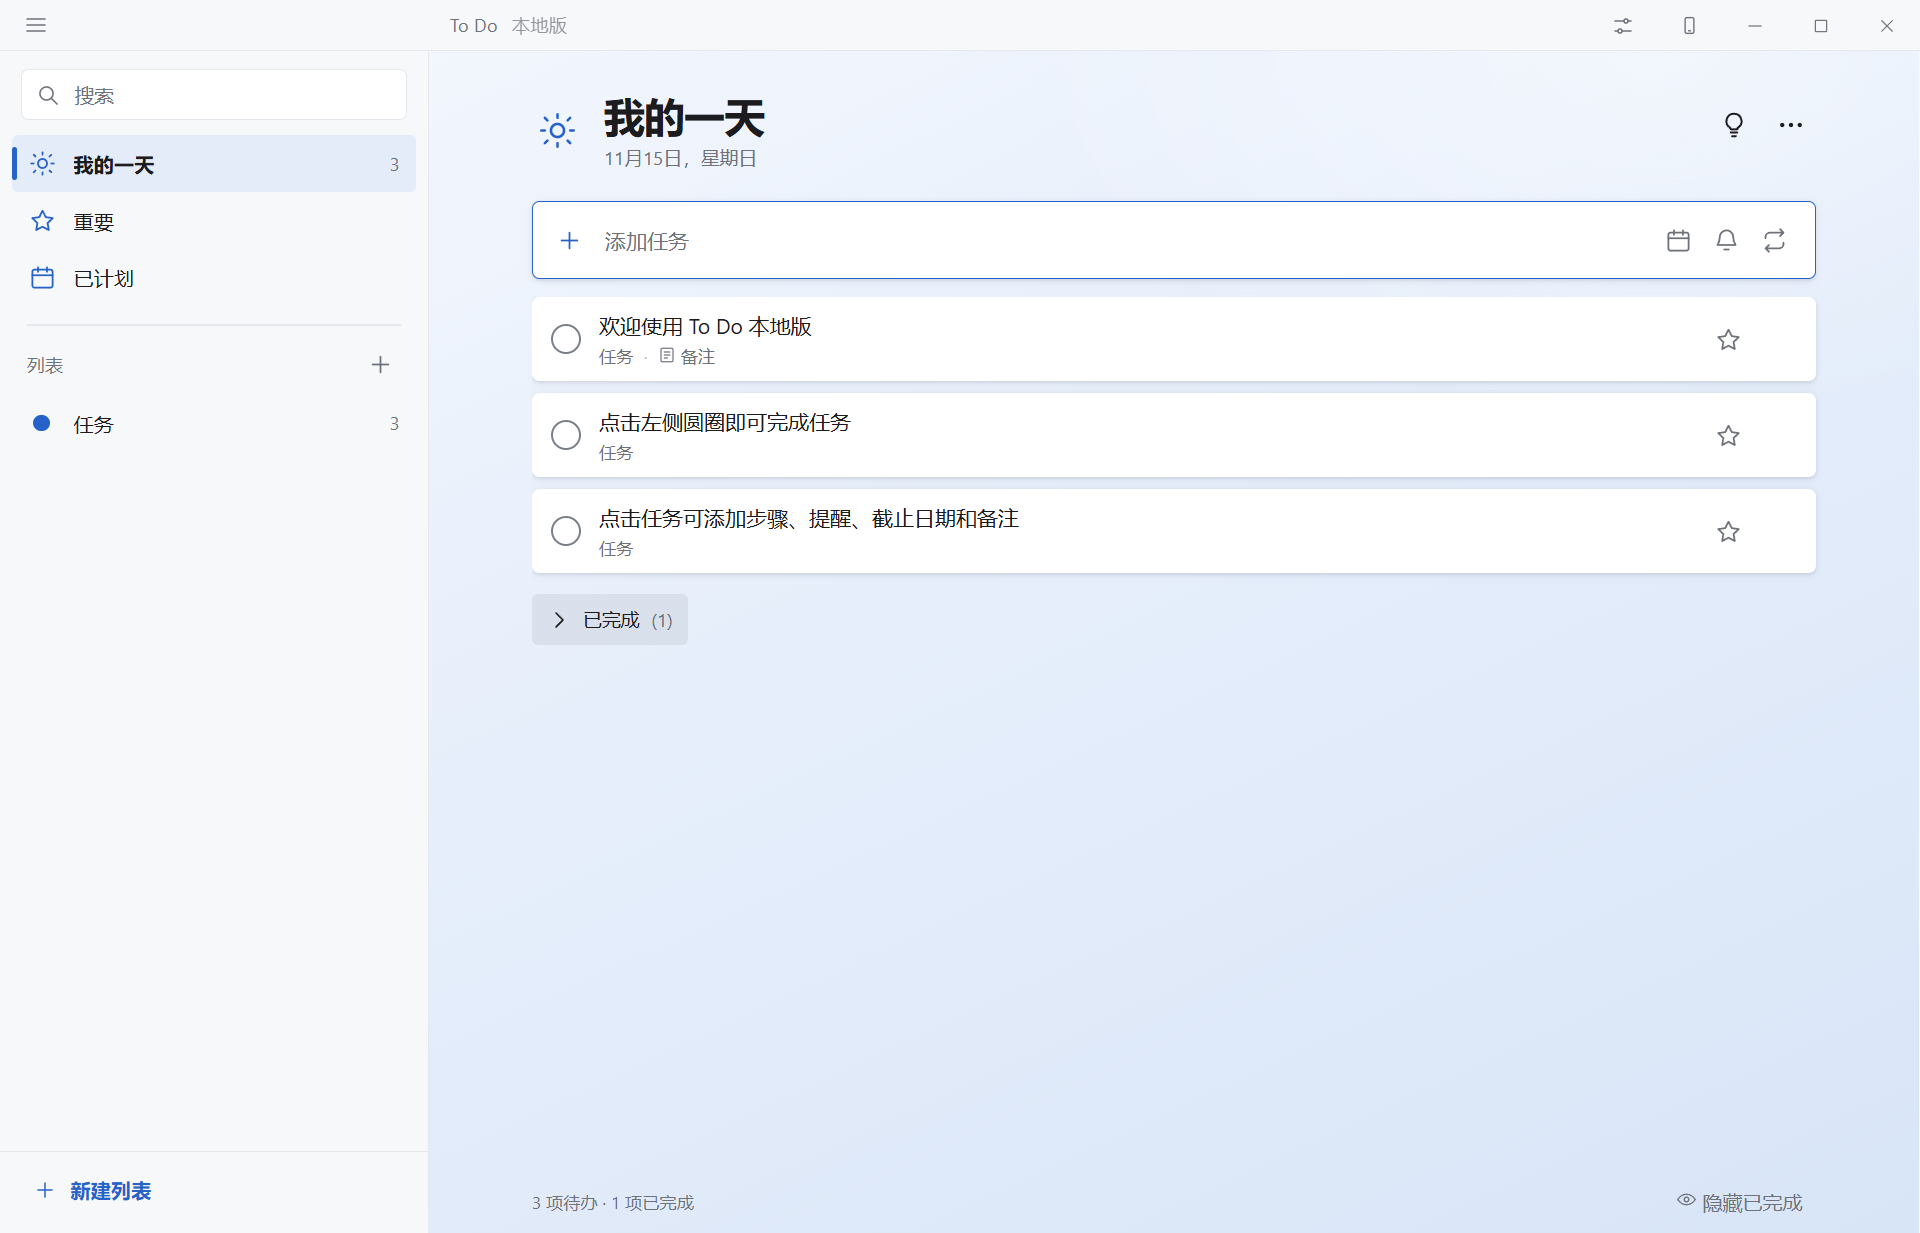 To Do 本地版
搜索
我的一天 3
重要
已计划
列表
任务 3
新建列表
我的一天
11月15日，星期日
添加任务
欢迎使用 To Do 本地版
任务 · 备注
点击左侧圆圈即可完成任务
任务
点击任务可添加步骤、提醒、截止日期和备注
任务
已完成 (1)
3 项待办 · 1 项已完成
隐藏已完成